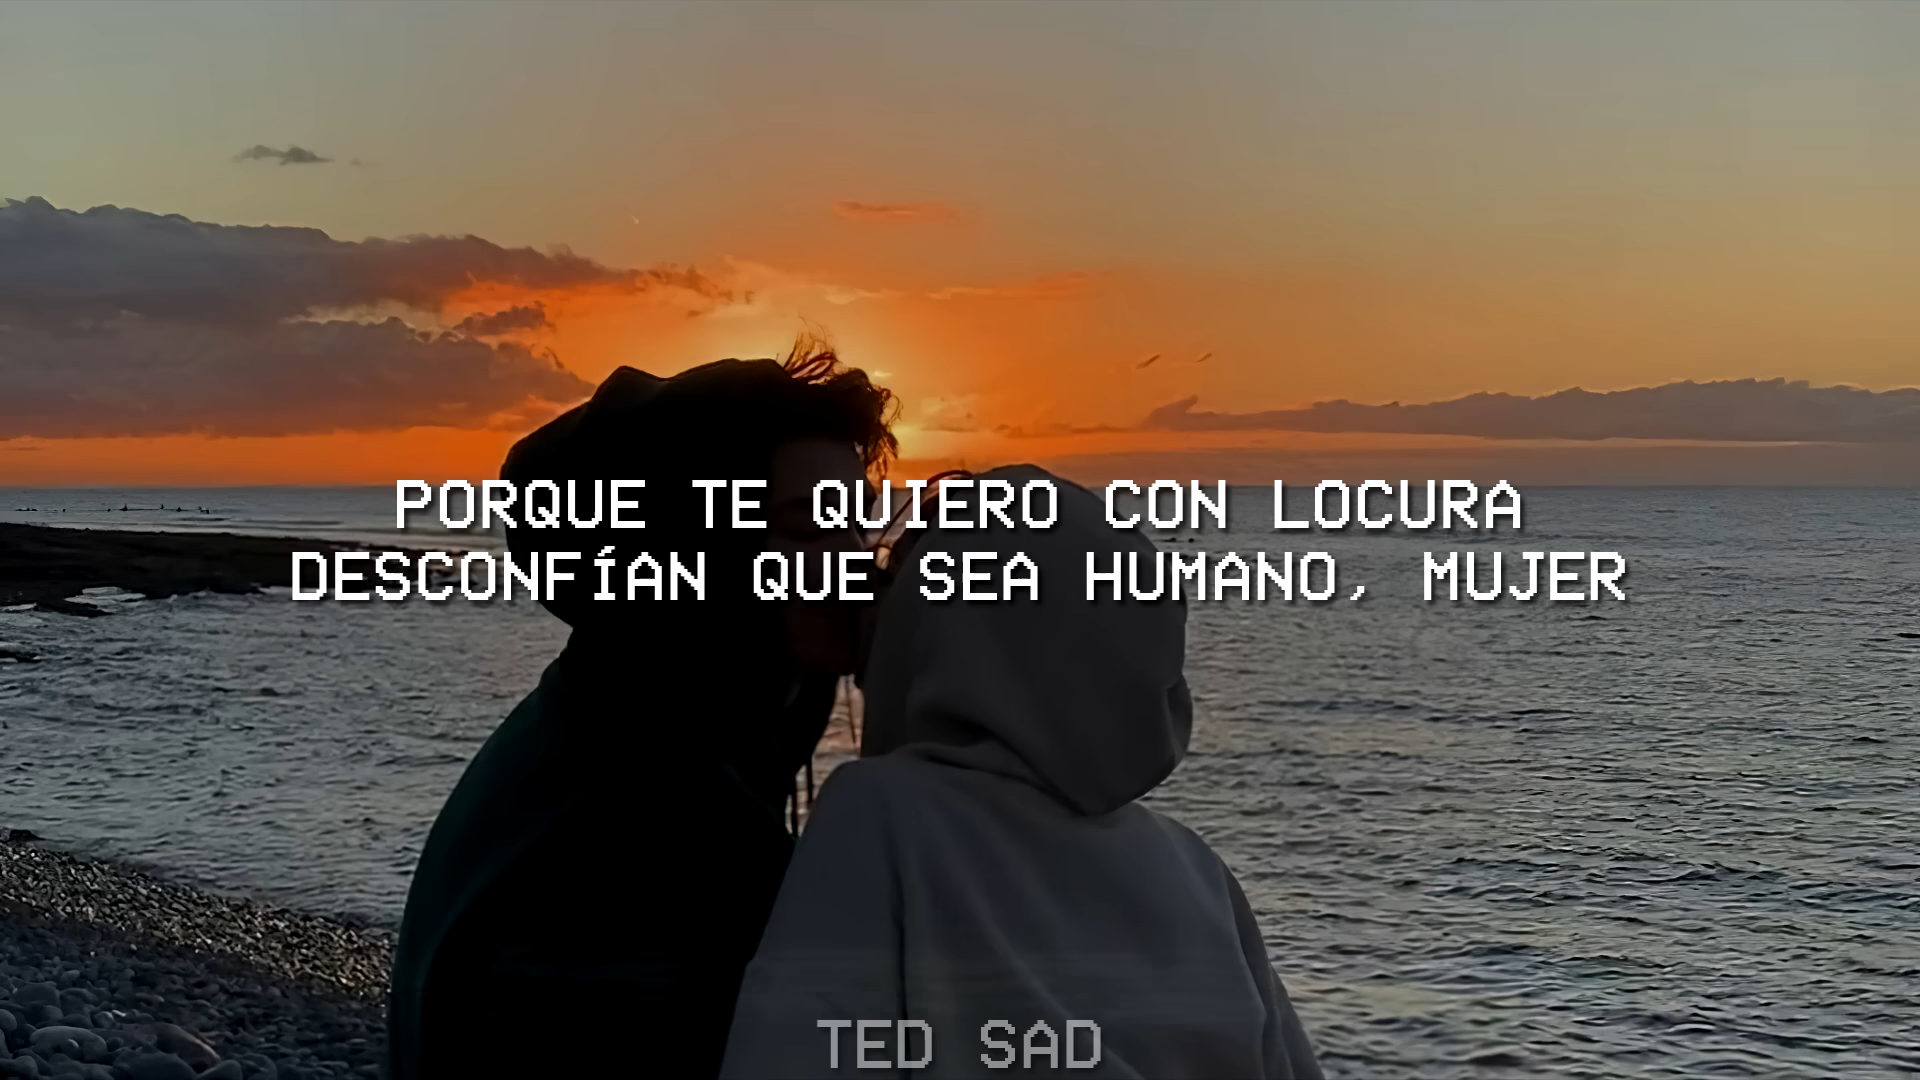 PORQUE TE QUIERO CON LOCURA
DESCONFíAN QUE SEA HUMANO, MUJER
TED SAD